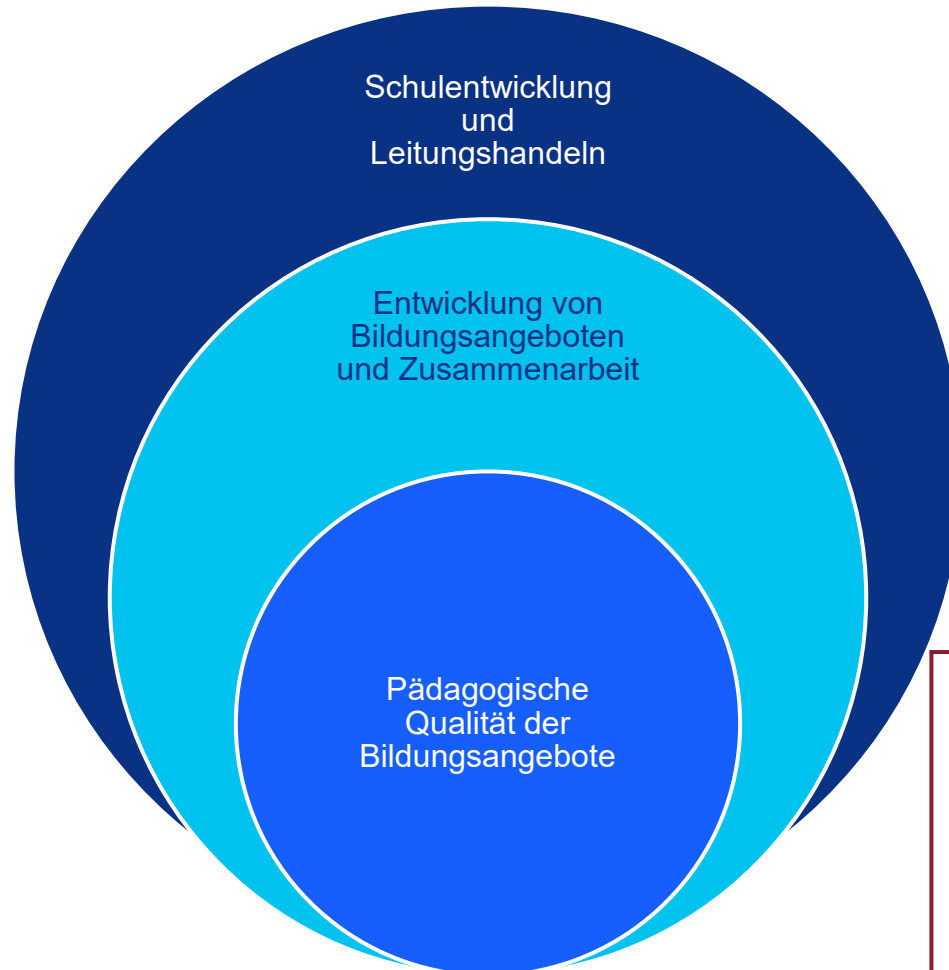 Schulentwicklung
und
Leitungshandeln
Entwicklung von
Bildungsangeboten
und Zusammenarbeit
Pädagogische
Qualität der
Bildungsangebote